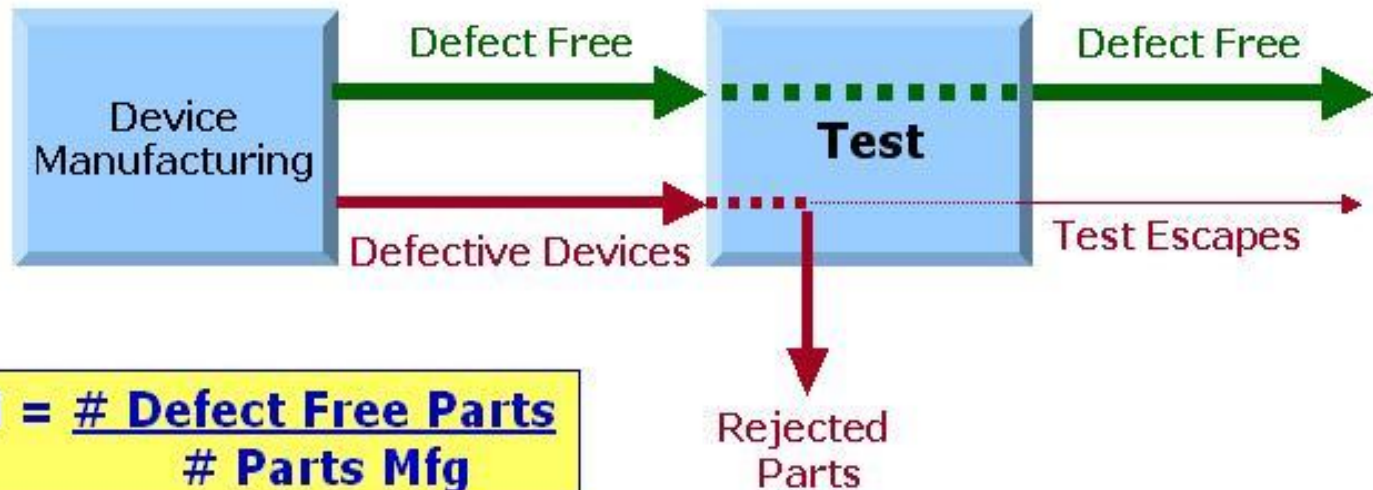 Device
Manufacturing
Defect Free
Defective Devices
Test
Defect Free
Test Escapes
Rejected
Parts
= # Defect Free Parts
# Parts Mfg